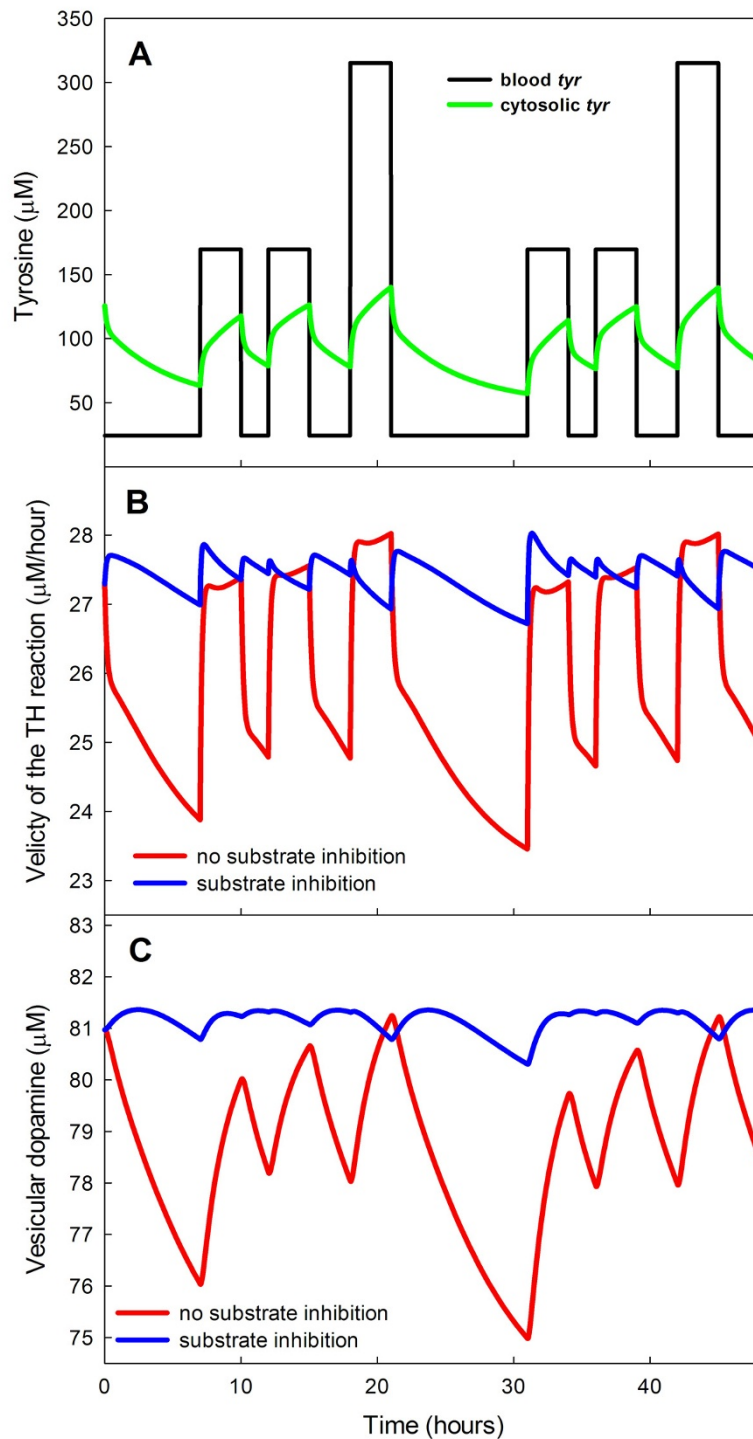 A
350
300
250
200
150
100
50
Tyrosine (μM)
blood tyr
cytosolic tyr
B
28
27
26
25
24
23
Velicty of the TH reaction (μM/hour)
no substrate inhibition
substrate inhibition
C
83
82
81
80
79
78
77
76
75
Vesicular dopamine (μM)
no substrate inhibition
substrate inhibition
0 10 20 30 40
Time (hours)